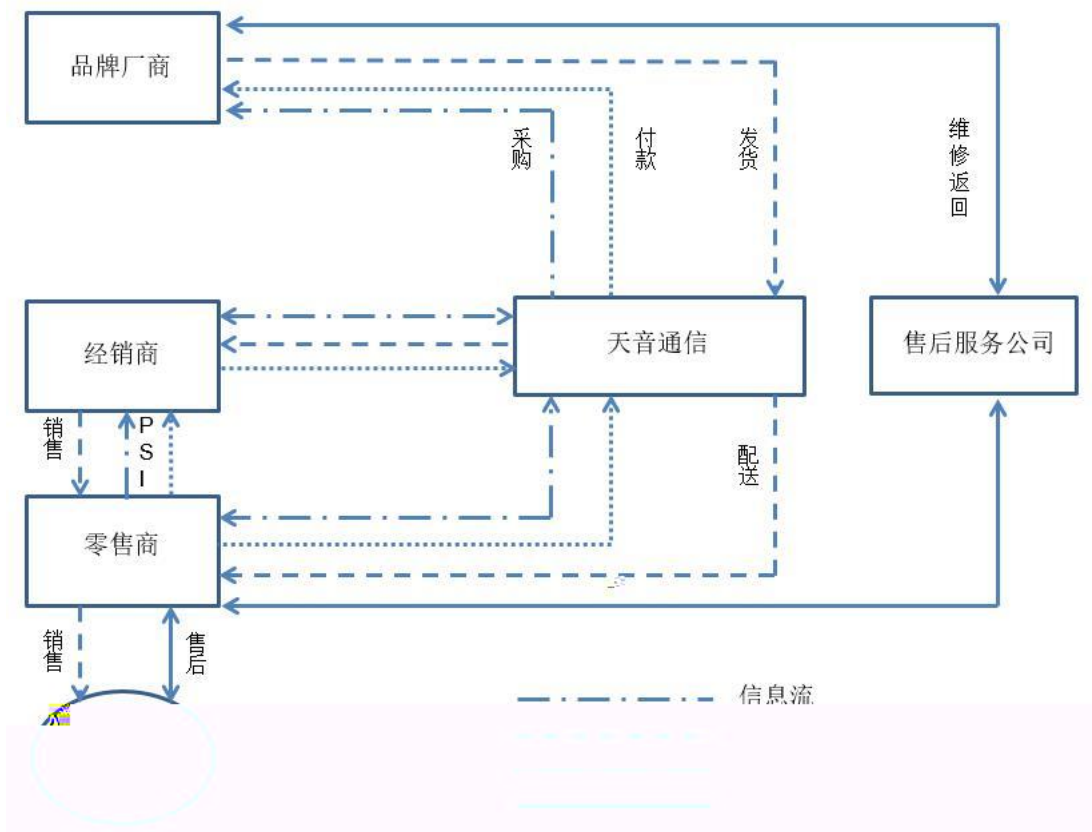 品牌厂商
采购
付款
发货
维修返回
经销商
天音通信
售后服务公司
销售
PSI
配送
零售商
销售
售后
信息流